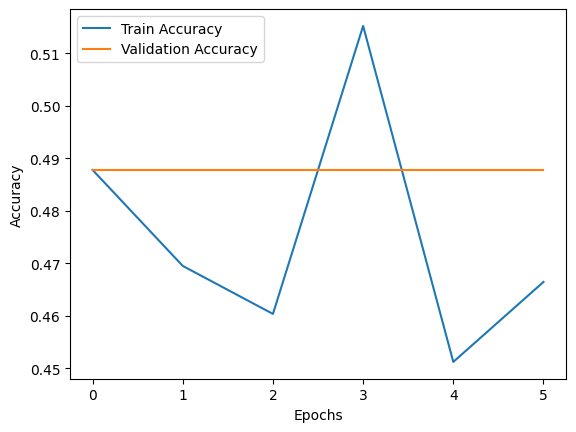 Train Accuracy
Validation Accuracy
0.51
0.50
0.49
0.48
0.47
0.46
0.45
Accuracy
0 1 2 3 4 5
Epochs